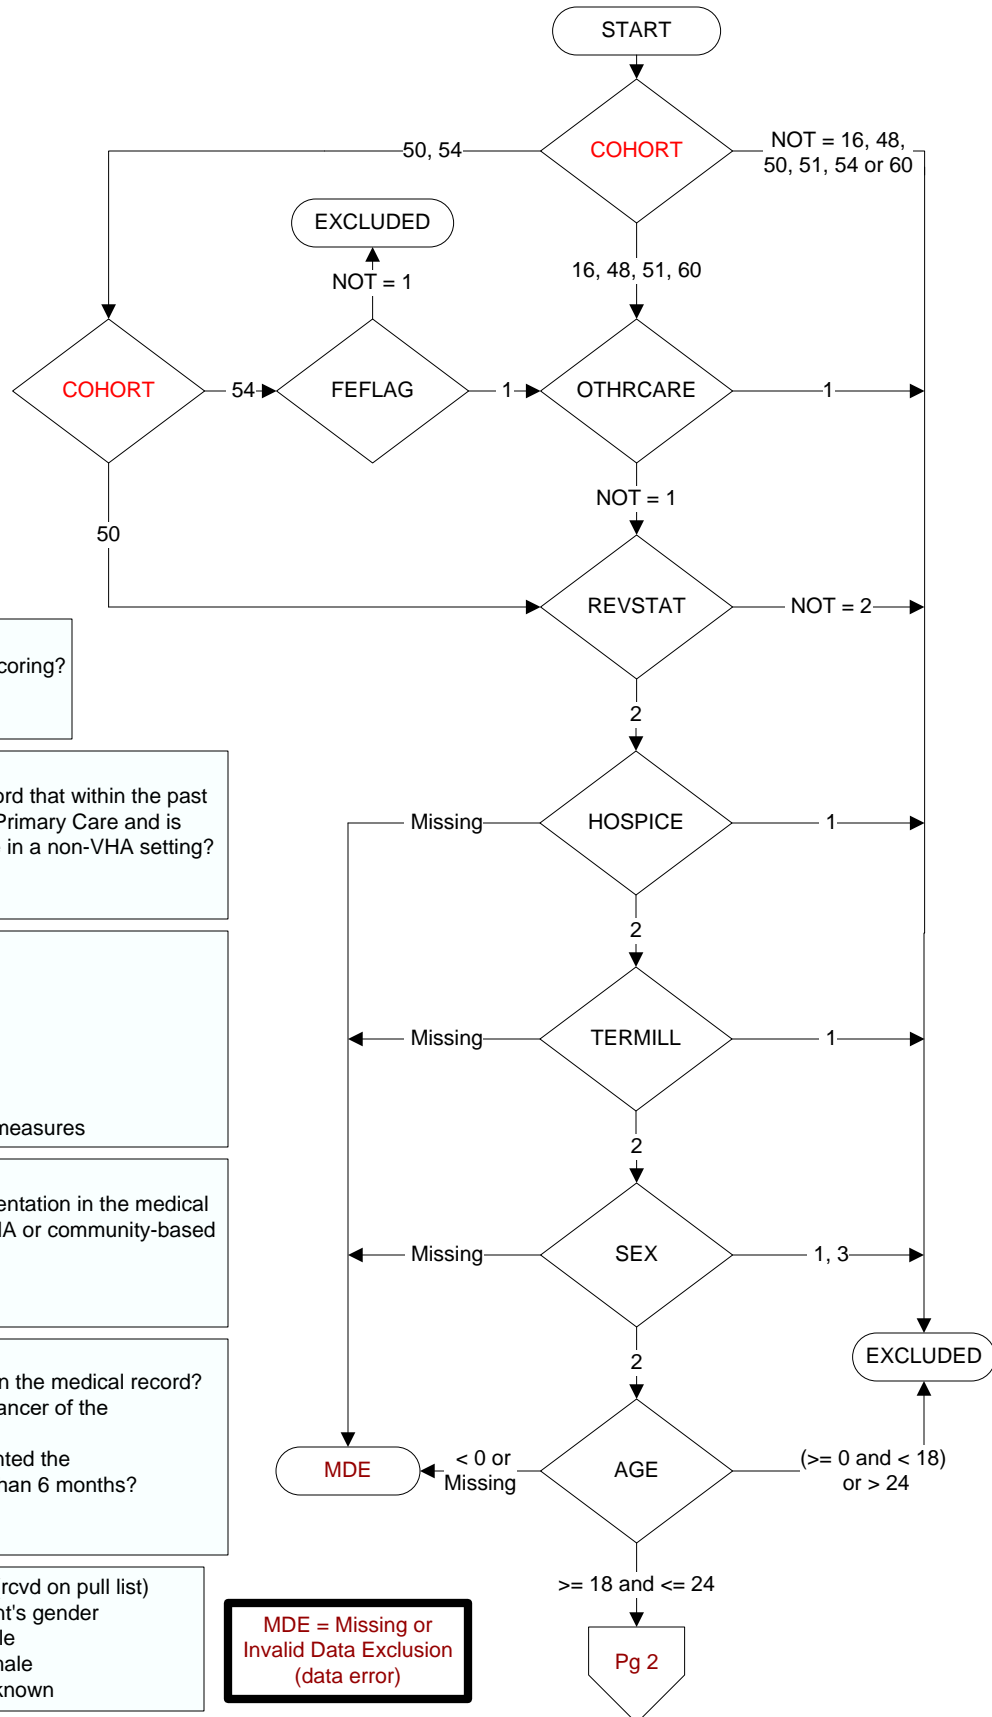 START
COHORT
50, 54
NOT = 16, 48,
50, 51, 54 or 60
EXCLUDED
NOT = 1
16, 48, 51, 60
COHORT
54
FEFLAG
1
OTHRCARE
1
NOT = 1
50
REVSTAT
NOT = 2
2
coring?
ord that within the past
Primary Care and is
in a non-VHA setting?
Missing
HOSPICE
1
2
measures
Missing
TERMILL
1
2
entation in the medical
HA or community-based
Missing
SEX
1, 3
2
EXCLUDED
n the medical record?
ancer of the
nted the
han 6 months?
MDE
< 0 or
Missing
AGE
(>= 0 and < 18)
or > 24
>= 18 and <= 24
Pg 2
rcvd on pull list)
nt's gender
le
nale
known
MDE = Missing or
Invalid Data Exclusion
(data error)